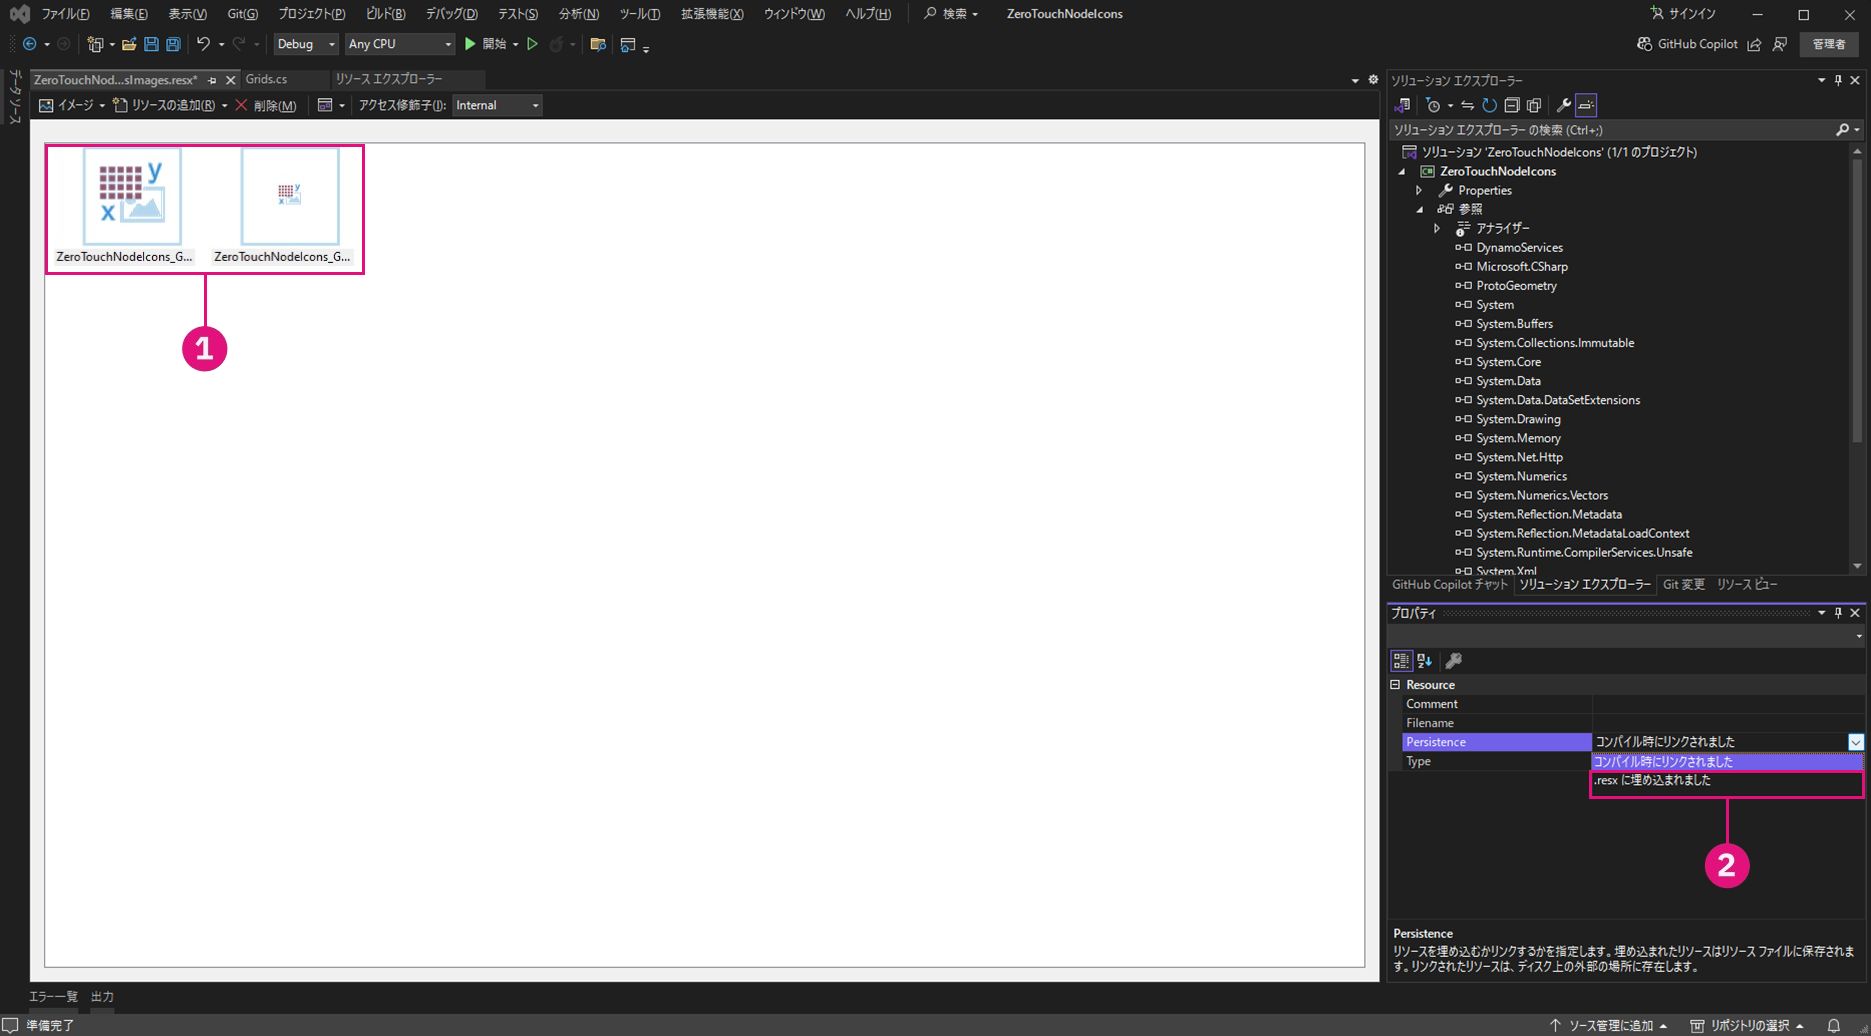 ファイル(F) 編集(E) 表示(V) Git(G) プロジェクト(P) ビルド(B) デバッグ(D) テスト(S) 分析(N) ツール(T) 拡張機能(X) ウィンドウ(W) ヘルプ(H) 検索 ZeroTouchNodeIcons サインイン
Debug Any CPU 開始 GitHub Copilot 管理者
データ ソース
ZeroTouchNod...sImages.resx* Grids.cs リソース エクスプローラー
イメージ リソースの追加(R) 削除(M) アクセス修飾子(J): Internal
ZeroTouchNodeIcons_G... ZeroTouchNodeIcons_G...
1
ソリューション エクスプローラー
ソリューション エクスプローラー の検索 (Ctrl+;)
ソリューション 'ZeroTouchNodeIcons' (1/1 のプロジェクト)
ZeroTouchNodeIcons
Properties
参照
アナライザー
DynamoServices
Microsoft.CSharp
ProtoGeometry
System
System.Buffers
System.Collections.Immutable
System.Core
System.Data
System.Data.DataSetExtensions
System.Drawing
System.Memory
System.Net.Http
System.Numerics
System.Numerics.Vectors
System.Reflection.Metadata
System.Reflection.MetadataLoadContext
System.Runtime.CompilerServices.Unsafe
System.Xml
GitHub Copilot チャット ソリューション エクスプローラー Git 変更 リソース ビュー
プロパティ
Resource
Comment
Filename
Persistence コンパイル時にリンクされました
Type コンパイル時にリンクされました
.resx に埋め込まれました
2
Persistence
リソースを埋め込むかリンクするかを指定します。埋め込まれたリソースはリソース ファイルに保存されま
す。リンクされたリソースは、ディスク上の外部の場所に存在します。
エラー一覧 出力
準備完了 ソース管理に追加 リポジトリの選択